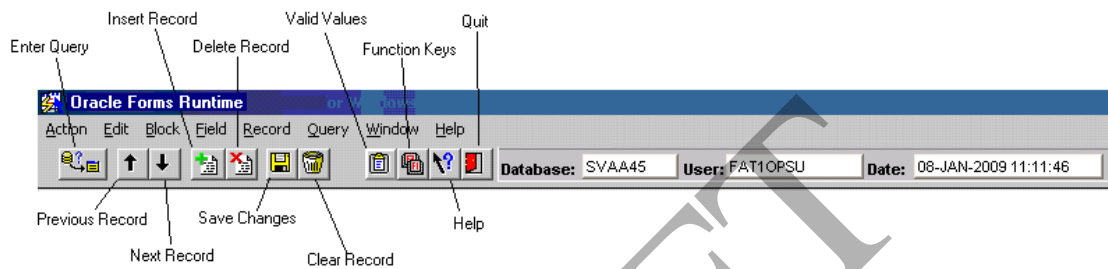 Insert Record
Valid Values
Quit
Enter Query
Delete Record
Function Keys
Oracle Forms Runtime
or Windows
Action Edit Block Field Record Query Window Help
Database: SVAA45 User: FAT1OPSU Date: 08-JAN-2009 11:11:46
Previous Record
Save Changes
Help
Next Record
Clear Record